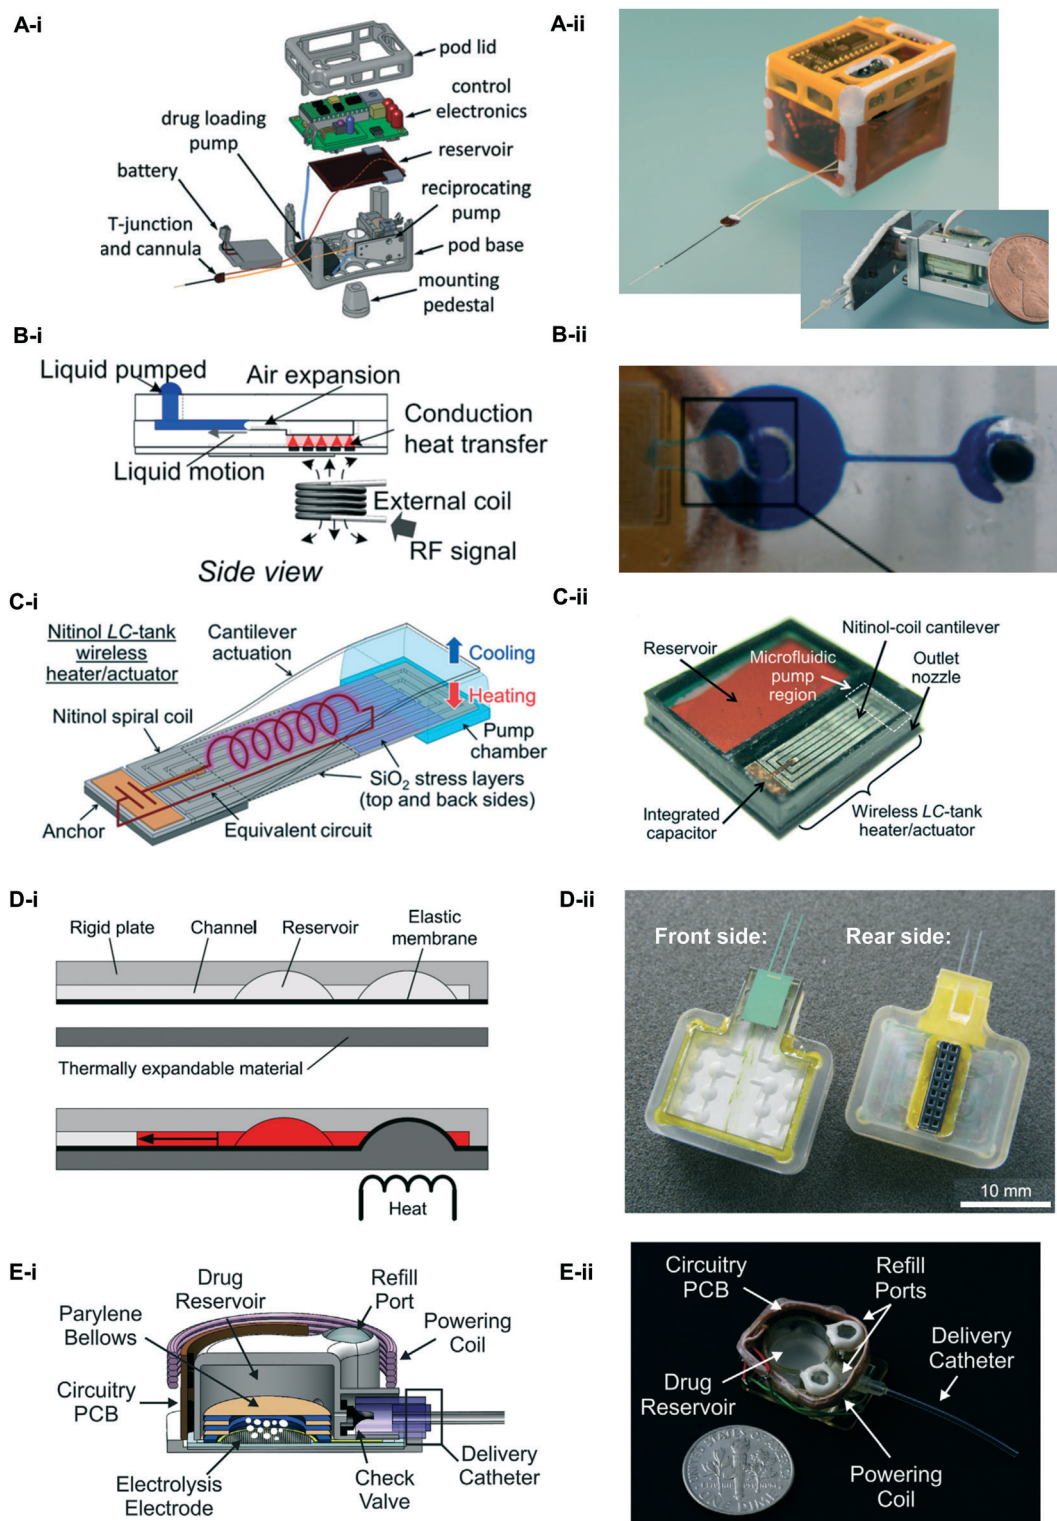 A-i
pod lid
control
electronics
drug loading
pump
reservoir
battery
reciprocating
pump
T-junction
and cannula
pod base
mounting
pedestal
A-ii
B-i
Liquid pumped
Air expansion
Conduction
heat transfer
Liquid motion
External coil
RF signal
Side view
B-ii
C-i
Nitinol LC-tank
wireless
heater/actuator
Cantilever
actuation
Cooling
Heating
Nitinol spiral coil
Pump
chamber
SiO2 stress layers
(top and back sides)
Anchor
Equivalent circuit
C-ii
Nitinol-coil cantilever
Reservoir
Microfluidic
pump
region
Outlet
nozzle
Integrated
capacitor
Wireless LC-tank
heater/actuator
D-i
Rigid plate
Channel
Reservoir
Elastic
membrane
Thermally expandable material
Heat
D-ii
Front side:
Rear side:
10 mm
E-i
Drug
Reservoir
Refill
Port
Parylene
Bellows
Powering
Coil
Circuitry
PCB
Electrolysis
Electrode
Check
Valve
Delivery
Catheter
E-ii
Circuitry
PCB
Refill
Ports
Delivery
Catheter
Drug
Reservoir
Powering
Coil